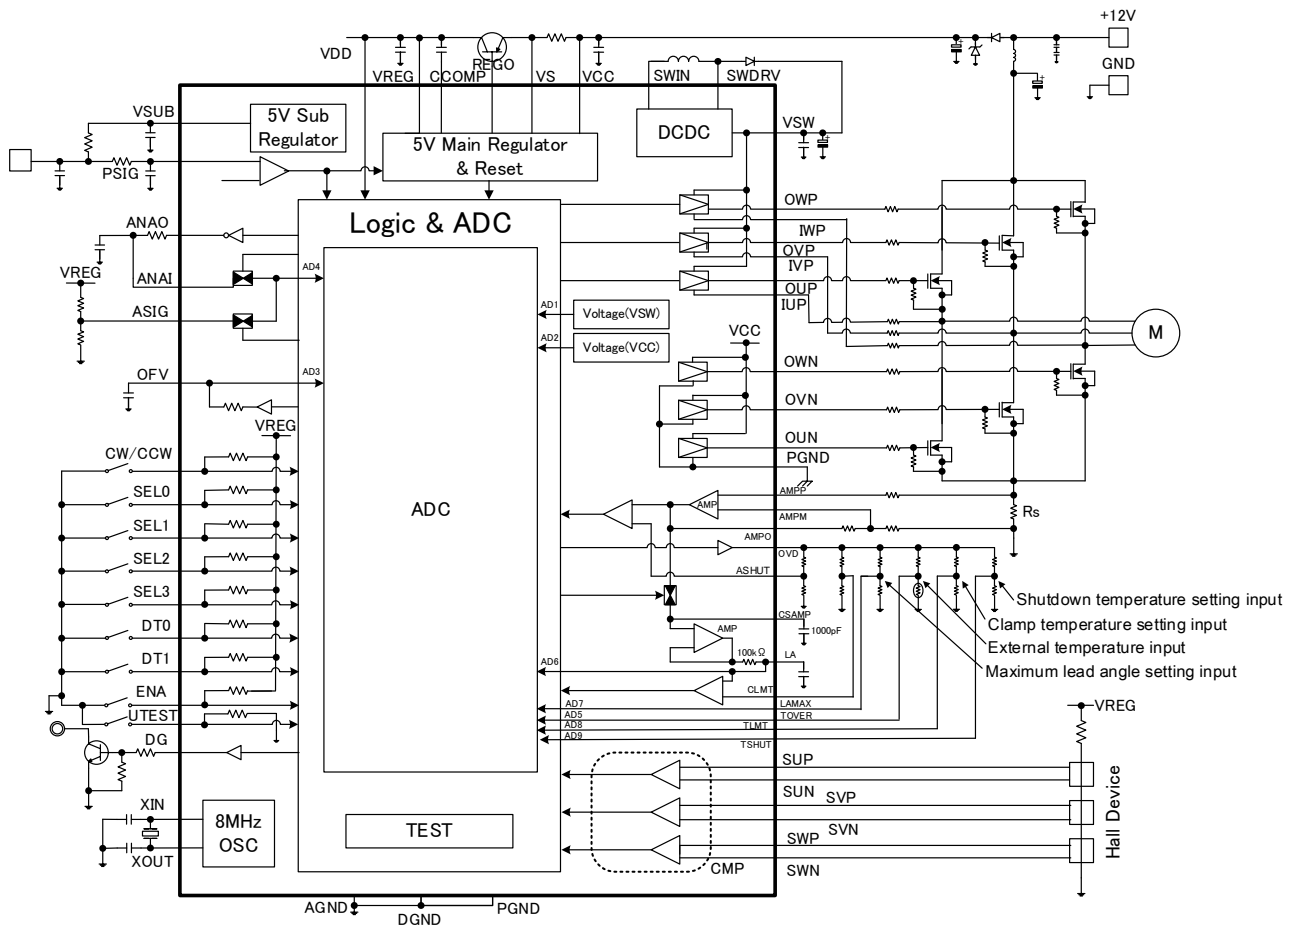 +12V
VDD
REGO
GND
VREG
CCOMP
VS
VCC
SWIN
SWDRV
VSUB
5V Sub
Regulator
5V Main Regulator
& Reset
DCDC
VSW
PSIG
Logic & ADC
OWP
ANAO
IWP
OVP
IVP
VREG
ANAI
AD4
OUP
IUP
ASIG
AD1
Voltage(VSW)
AD2
Voltage(VCC)
VCC
M
OFV
AD3
OWN
VREG
OVN
OUN
PGND
CW/CCW
SEL0
SEL1
SEL2
SEL3
DT0
DT1
ENA
UTEST
DG
ADC
AMP
AMPP
AMPM
Rs
AMPO
OVD
ASHUT
CSAMP
1000pF
AMP
100kΩ
LA
AD6
CLMT
AD7
LAMAX
AD5
TOVER
AD8
TLMT
AD9
TSHUT
Shutdown temperature setting input
Clamp temperature setting input
External temperature input
Maximum lead angle setting input
VREG
SUP
SUN
SVP
SVN
SWP
SWN
CMP
Hall Device
XIN
XOUT
8MHz
OSC
TEST
AGND
DGND
PGND